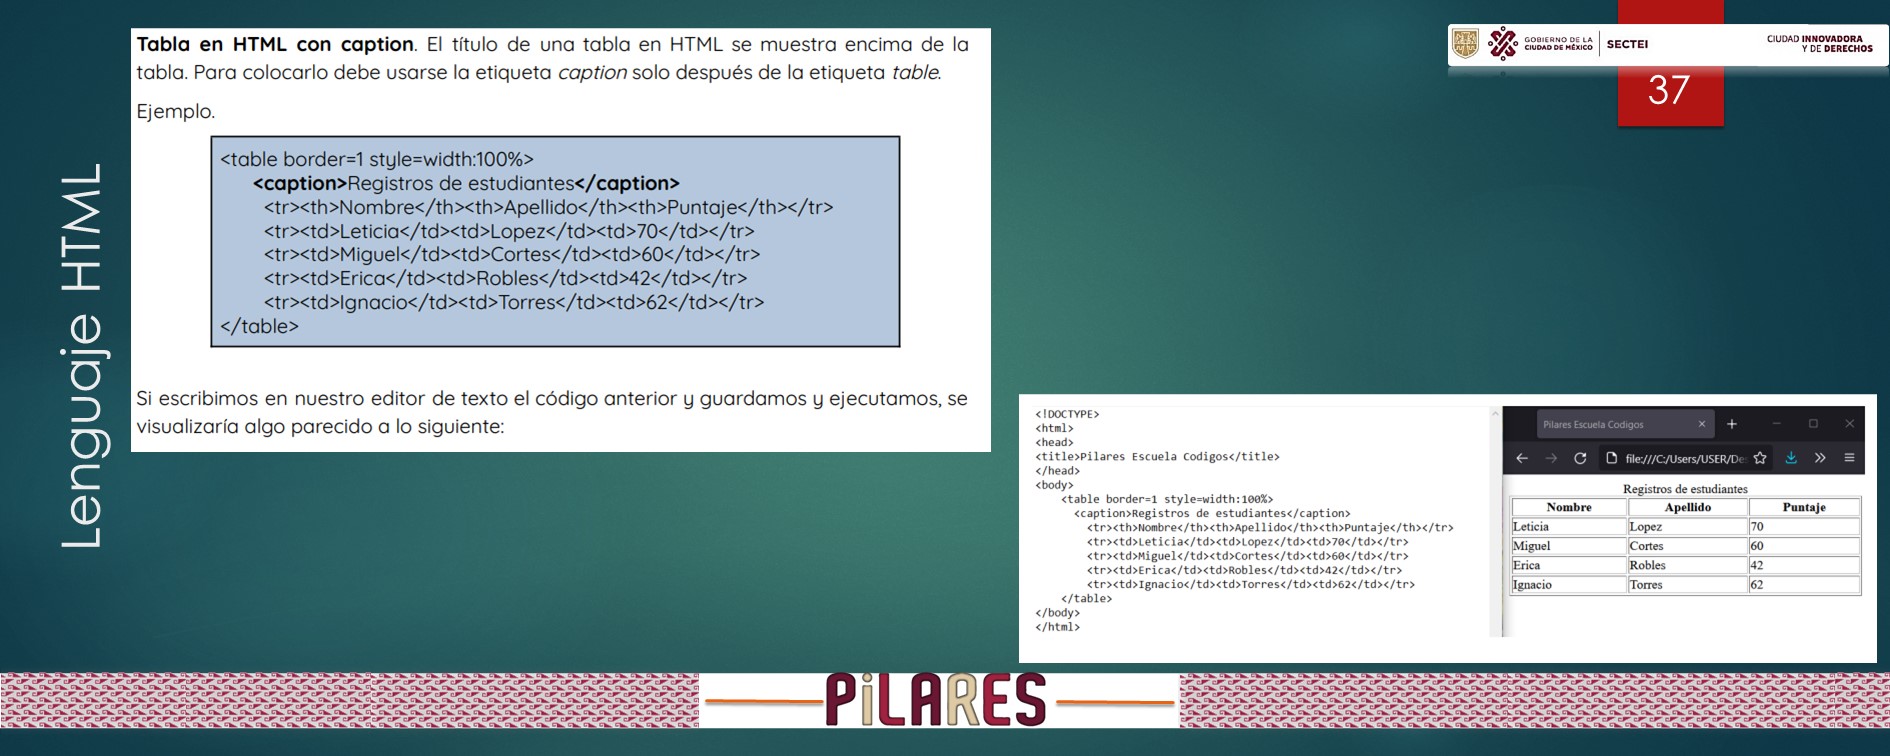 Tabla en HTML con caption. El título de una tabla en HTML se muestra encima de la
tabla. Para colocarlo debe usarse la etiqueta caption solo después de la etiqueta table.
Ejemplo.
<table border=1 style=width:100%>
<caption>Registros de estudiantes</caption>
<tr><th>Nombre</th><th>Apellido</th><th>Puntaje</th></tr>
<tr><td>Leticia</td><td>Lopez</td><td>70</td></tr>
<tr><td>Miguel</td><td>Cortes</td><td>60</td></tr>
<tr><td>Erica</td><td>Robles</td><td>42</td></tr>
<tr><td>Ignacio</td><td>Torres</td><td>62</td></tr>
</table>
Si escribimos en nuestro editor de texto el código anterior y guardamos y ejecutamos, se
visualizaría algo parecido a lo siguiente:
Lenguaje HTML
GOBIERNO DE LA
CIUDAD DE MÉXICO
SECTEI
CIUDAD INNOVADORA
Y DE DERECHOS
37
<!DOCTYPE>
<html>
<head>
<title>Pilares Escuela Codigos</title>
</head>
<body>
<table border=1 style=width:100%>
<caption>Registros de estudiantes</caption>
<tr><th>Nombre</th><th>Apellido</th><th>Puntaje</th></tr>
<tr><td>Leticia</td><td>Lopez</td><td>70</td></tr>
<tr><td>Miguel</td><td>Cortes</td><td>60</td></tr>
<tr><td>Erica</td><td>Robles</td><td>42</td></tr>
<tr><td>Ignacio</td><td>Torres</td><td>62</td></tr>
</table>
</body>
</html>
Pilares Escuela Codigos
file:///C:/Users/USER/De
Registros de estudiantes
Nombre Apellido Puntaje
Leticia Lopez 70
Miguel Cortes 60
Erica Robles 42
Ignacio Torres 62
PiLARES